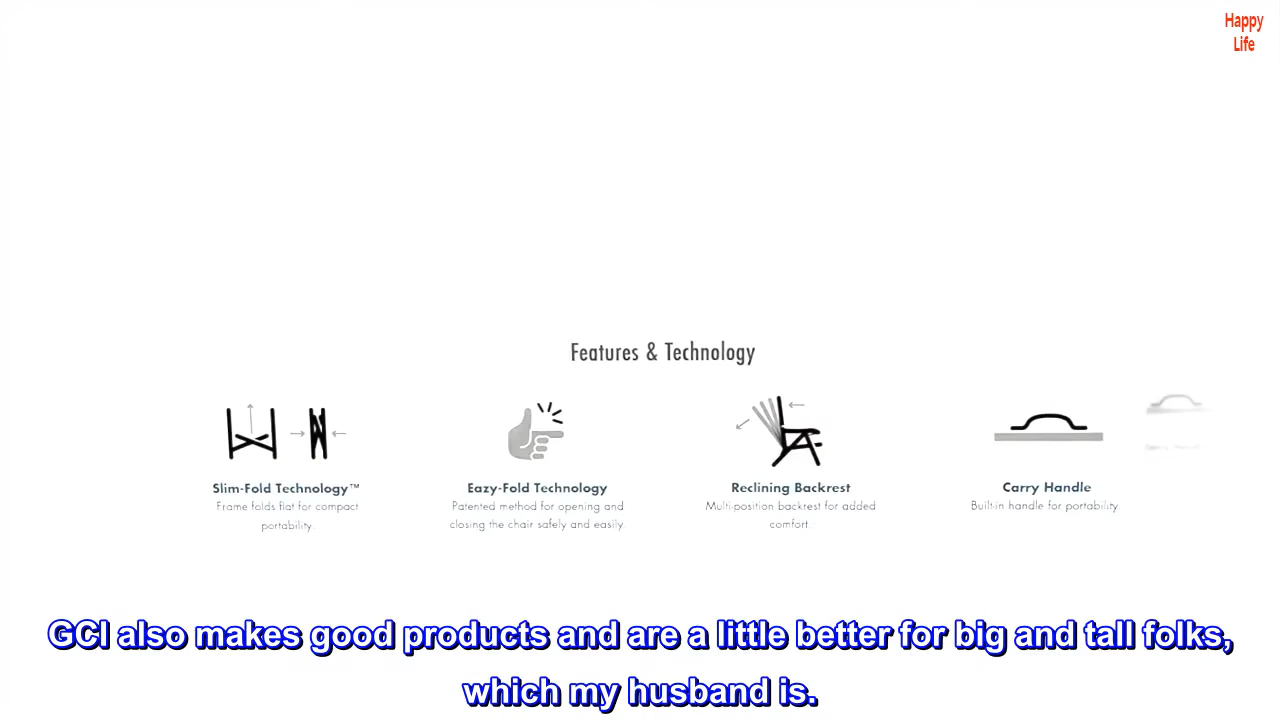 Happy
Life
Features & Technology
Slim-Fold Technology™
Frame folds flat for compact
portability.
Eazy-Fold Technology
Patented method for opening and
closing the chair safely and easily.
Reclining Backrest
Multi-position backrest for added
comfort.
Carry Handle
Built-in handle for portability.
GCI also makes good products and are a little better for big and tall folks,
which my husband is.